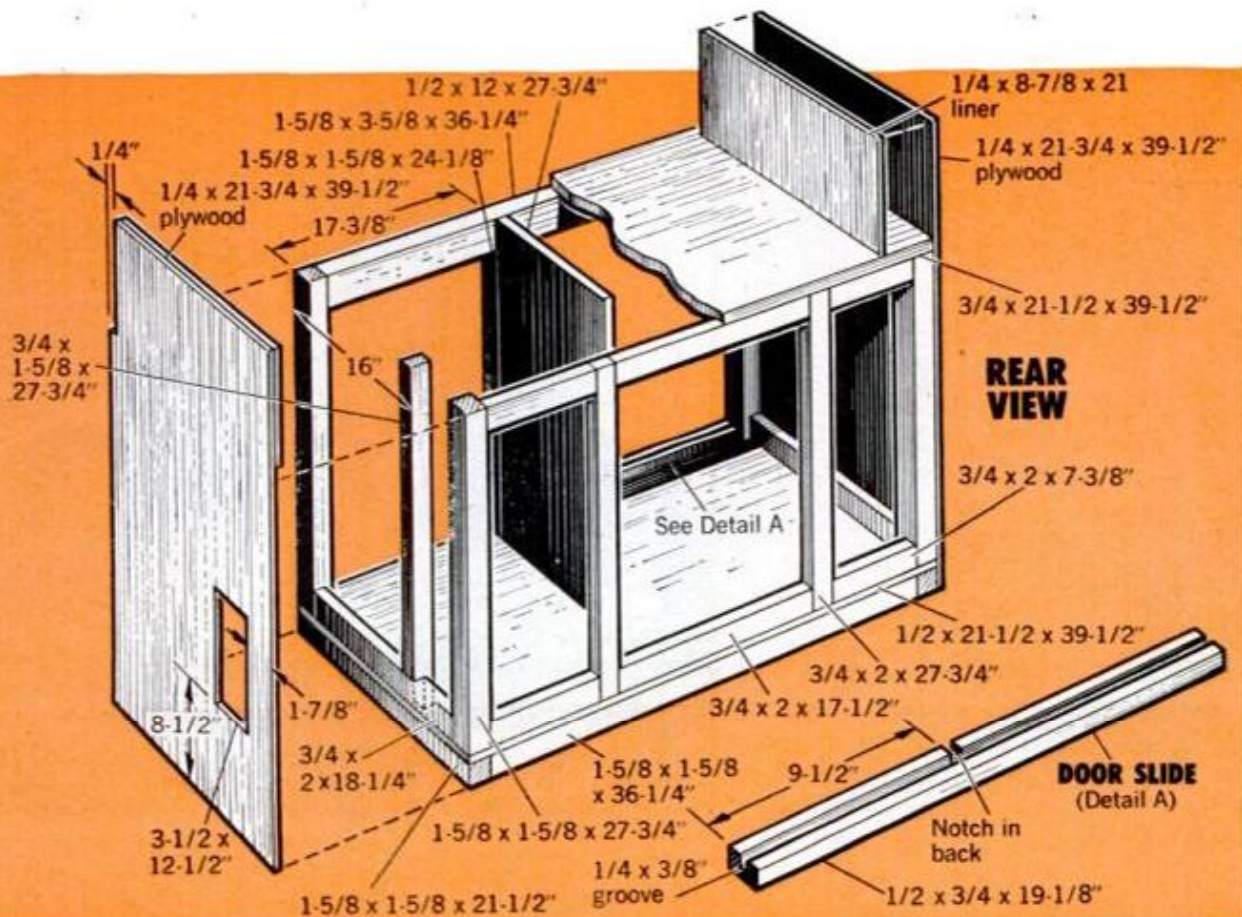 1/2 x 12 x 27-3/4"
1-5/8 x 3-5/8 x 36-1/4"
1-5/8 x 1-5/8 x 24-1/8"
1/4"
1/4 x 21-3/4 x 39-1/2"
plywood
17-3/8"
1/4 x 8-7/8 x 21
liner
1/4 x 21-3/4 x 39-1/2"
plywood
3/4 x 21-1/2 x 39-1/2"
3/4 x
1-5/8 x
27-3/4"
16"
REAR
VIEW
3/4 x 2 x 7-3/8"
See Detail A
1/2 x 21-1/2 x 39-1/2"
3/4 x 2 x 27-3/4"
3/4 x 2 x 17-1/2"
8-1/2"
1-7/8"
3/4 x
2 x 18-1/4"
1-5/8 x 1-5/8
x 36-1/4"
9-1/2"
DOOR SLIDE
(Detail A)
Notch in
back
3-1/2 x
12-1/2"
1-5/8 x 1-5/8 x 27-3/4"
1/4 x 3/8"
groove
1/2 x 3/4 x 19-1/8"
1-5/8 x 1-5/8 x 21-1/2"